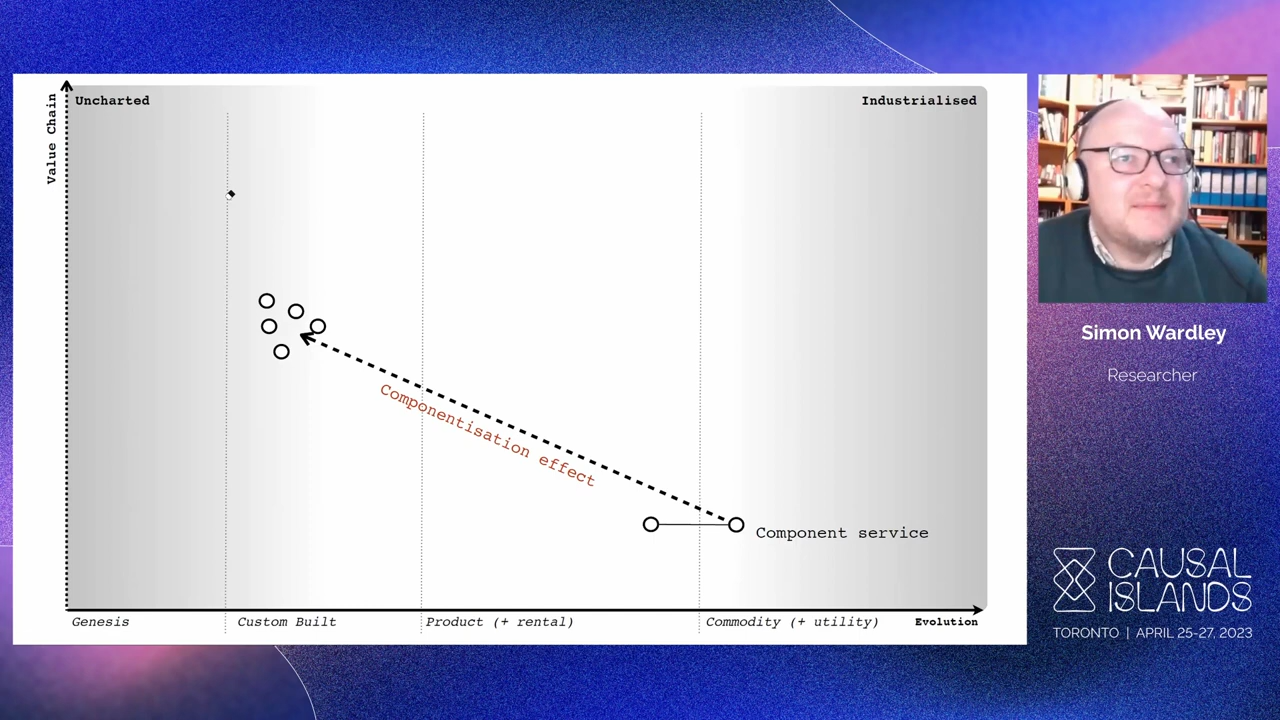 Value Chain
Uncharted
Industrialised
Componentisation effect
Component service
Genesis
Custom Built
Product (+ rental)
Commodity (+ utility)
Evolution
Simon Wardley
Researcher
CAUSAL
ISLANDS
TORONTO | APRIL 25-27, 2023